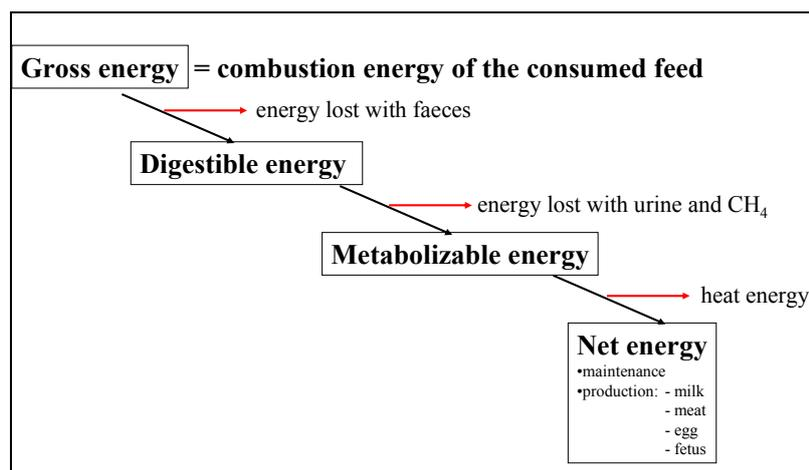 Gross energy = combustion energy of the consumed feed
energy lost with faeces
Digestible energy
energy lost with urine and CH₄
Metabolizable energy
heat energy
Net energy
•maintenance
•production: - milk
- meat
- egg
- fetus